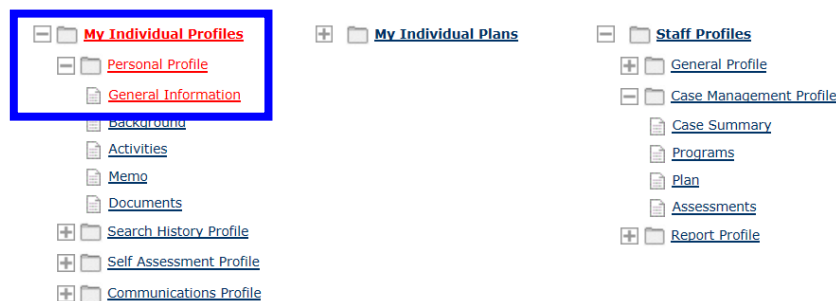 My Individual Profiles
Personal Profile
General Information
Background
Activities
Memo
Documents
Search History Profile
Self Assessment Profile
Communications Profile
My Individual Plans
Staff Profiles
General Profile
Case Management Profile
Case Summary
Programs
Plan
Assessments
Report Profile